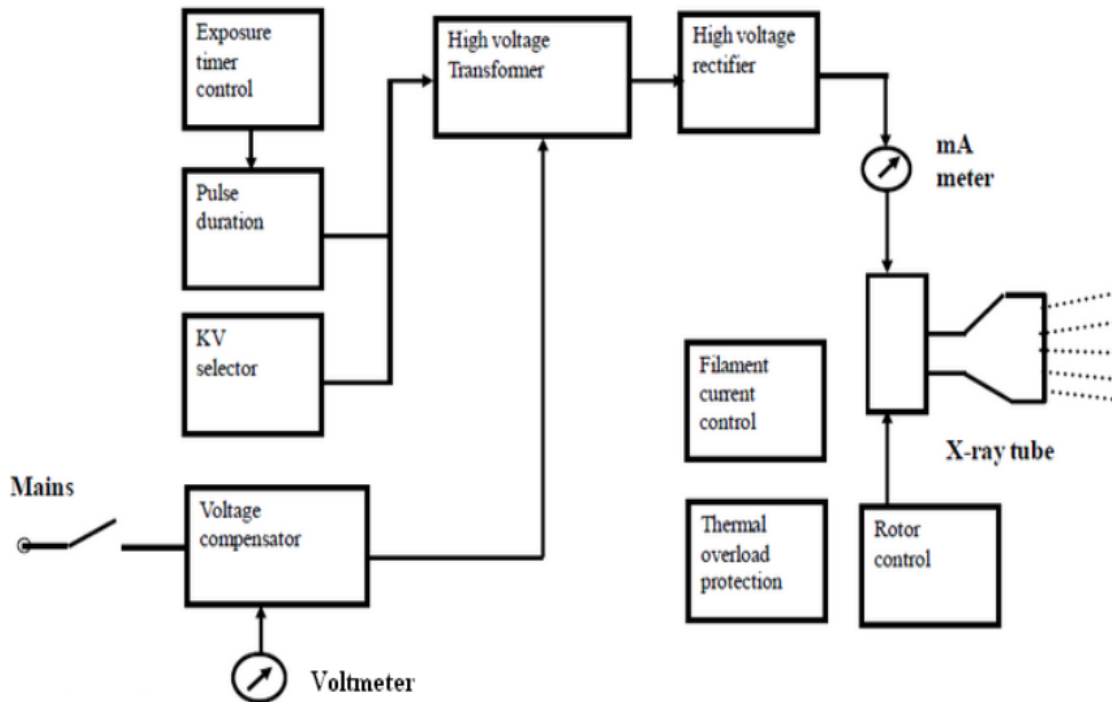 Exposure
timer
control
High voltage
Transformer
High voltage
rectifier
mA
meter
Pulse
duration
KV
selector
Filament
current
control
X-ray tube
Mains
Voltage
compensator
Thermal
overload
protection
Rotor
control
Voltmeter